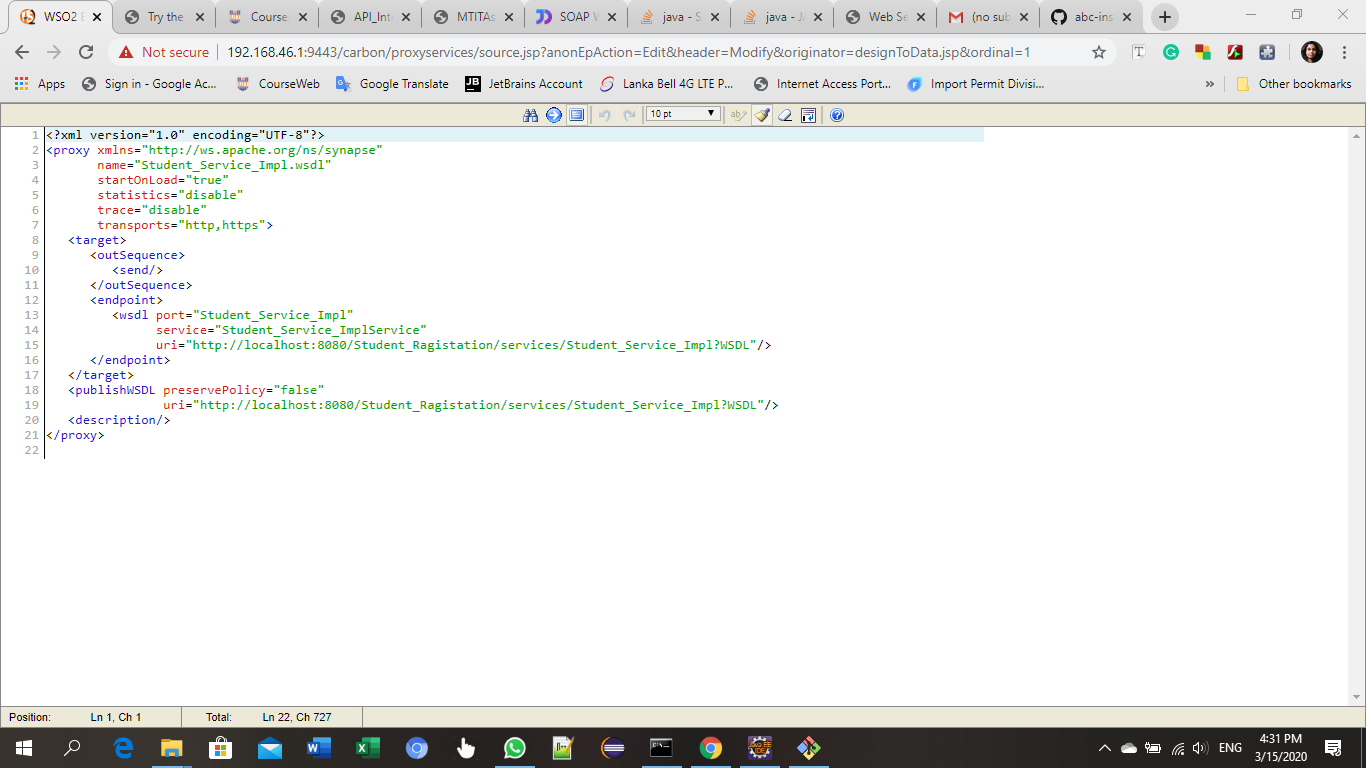 WSO2 E
Try the
Course
API_Int
MTITAs
SOAP W
java - S
java - Ja
Web Se
(no sub
abc-ins
Not secure
192.168.46.1:9443/carbon/proxyservices/source.jsp?anonEpAction=Edit&header=Modify&originator=designToData.jsp&ordinal=1
Apps
Sign in - Google Ac...
CourseWeb
Google Translate
JetBrains Account
Lanka Bell 4G LTE P...
Internet Access Port...
Import Permit Divisi...
»
Other bookmarks
10 pt
1 <?xml version="1.0" encoding="UTF-8"?>
2 <proxy xmlns="http://ws.apache.org/ns/synapse"
3 name="Student_Service_Impl.wsdl"
4 startOnLoad="true"
5 statistics="disable"
6 trace="disable"
7 transports="http,https">
8 <target>
9 <outSequence>
10 <send/>
11 </outSequence>
12 <endpoint>
13 <wsdl port="Student_Service_Impl"
14 service="Student_Service_ImplService"
15 uri="http://localhost:8080/Student_Ragistation/services/Student_Service_Impl?WSDL"/>
16 </endpoint>
17 </target>
18 <publishWSDL preservePolicy="false"
19 uri="http://localhost:8080/Student_Ragistation/services/Student_Service_Impl?WSDL"/>
20 <description/>
21 </proxy>
22
Position: Ln 1, Ch 1 Total: Ln 22, Ch 727
ENG
4:31 PM
3/15/2020